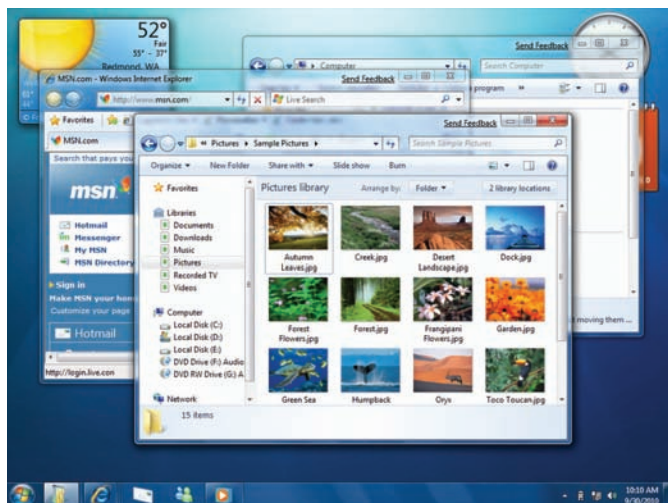 52°
Fair
55° - 37°
Redmond, WA
Send Feedback
Computer
Search Computer
MSN.com - Windows Internet Explorer
Send Feedback
http://www.msn.com/
Live Search
program »
Favorites
MSN.com
Search that pays you
msn
Hotmail
Messenger
My MSN
MSN Directory
Sign in
Make MSN your hom
Customize your page
Hotmail
http://login.live.con
Send Feedback
« Pictures ▸ Sample Pictures ▸
Search Sample Pictures
Organize ▾ New Folder Share with ▾ Slide show Burn
Favorites
Libraries
Documents
Downloads
Music
Pictures
Recorded TV
Videos
Computer
Local Disk (C:)
Local Disk (D:)
Local Disk (E:)
DVD Drive (F:) Audio
DVD RW Drive (G:) A
Network
Pictures library
Arrange by: Folder ▾
2 library locations
Autumn Leaves.jpg
Creek.jpg
Desert Landscape.jpg
Dock.jpg
Forest Flowers.jpg
Forest.jpg
Frangipani Flowers.jpg
Garden.jpg
Green Sea
Humpback
Oryx
Toco Toucan.jpg
15 items
t moving them ...
10:10 AM
9/30/2010